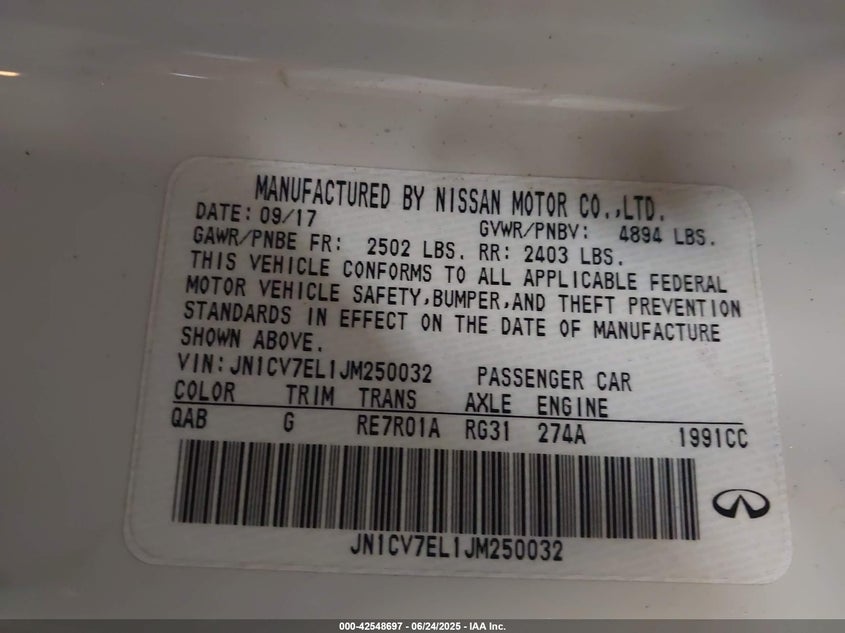 MANUFACTURED BY NISSAN MOTOR CO.,LTD.
DATE: 09/17 GVWR/PNBV: 4894 LBS.
GAWR/PNBE FR: 2502 LBS. RR: 2403 LBS.
THIS VEHICLE CONFORMS TO ALL APPLICABLE FEDERAL
MOTOR VEHICLE SAFETY,BUMPER,AND THEFT PREVENTION
STANDARDS IN EFFECT ON THE DATE OF MANUFACTURE
SHOWN ABOVE.
VIN:JN1CV7EL1JM250032 PASSENGER CAR
COLOR TRIM TRANS AXLE ENGINE
QAB G RE7R01A RG31 274A 1991CC
JN1CV7EL1JM250032
000-42548697 - 06/24/2025 - IAA Inc.